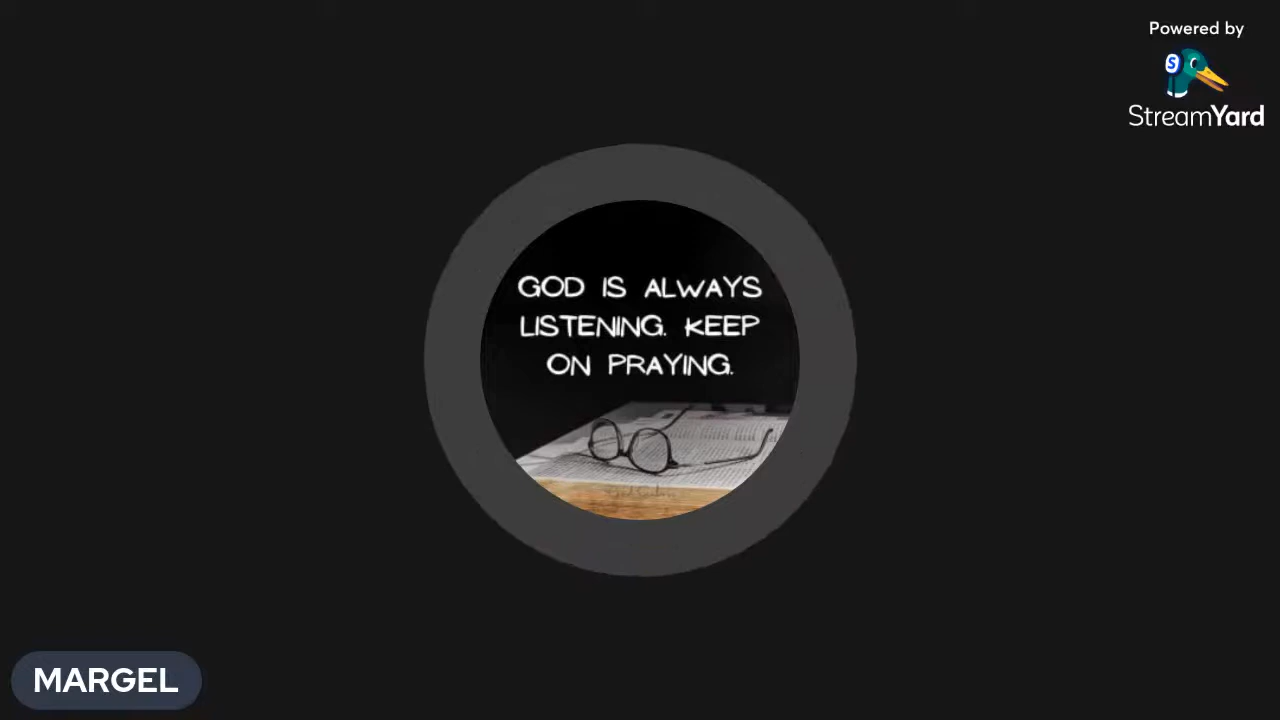 Powered by
S
StreamYard
GOD IS ALWAYS
LISTENING. KEEP
ON PRAYING.
MARGEL